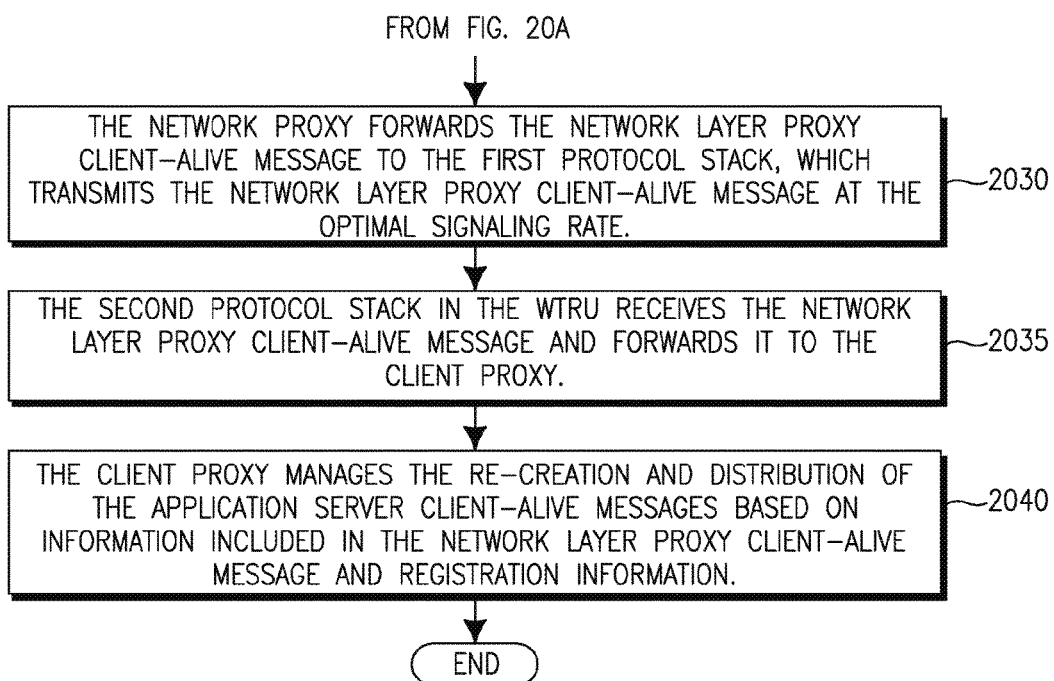 FROM FIG. 20A
THE NETWORK PROXY FORWARDS THE NETWORK LAYER PROXY
CLIENT-ALIVE MESSAGE TO THE FIRST PROTOCOL STACK, WHICH
TRANSMITS THE NETWORK LAYER PROXY CLIENT-ALIVE MESSAGE AT THE
OPTIMAL SIGNALING RATE.
2030
THE SECOND PROTOCOL STACK IN THE WTRU RECEIVES THE NETWORK
LAYER PROXY CLIENT-ALIVE MESSAGE AND FORWARDS IT TO THE
CLIENT PROXY.
2035
THE CLIENT PROXY MANAGES THE RE-CREATION AND DISTRIBUTION OF
THE APPLICATION SERVER CLIENT-ALIVE MESSAGES BASED ON
INFORMATION INCLUDED IN THE NETWORK LAYER PROXY CLIENT-ALIVE
MESSAGE AND REGISTRATION INFORMATION.
2040
END